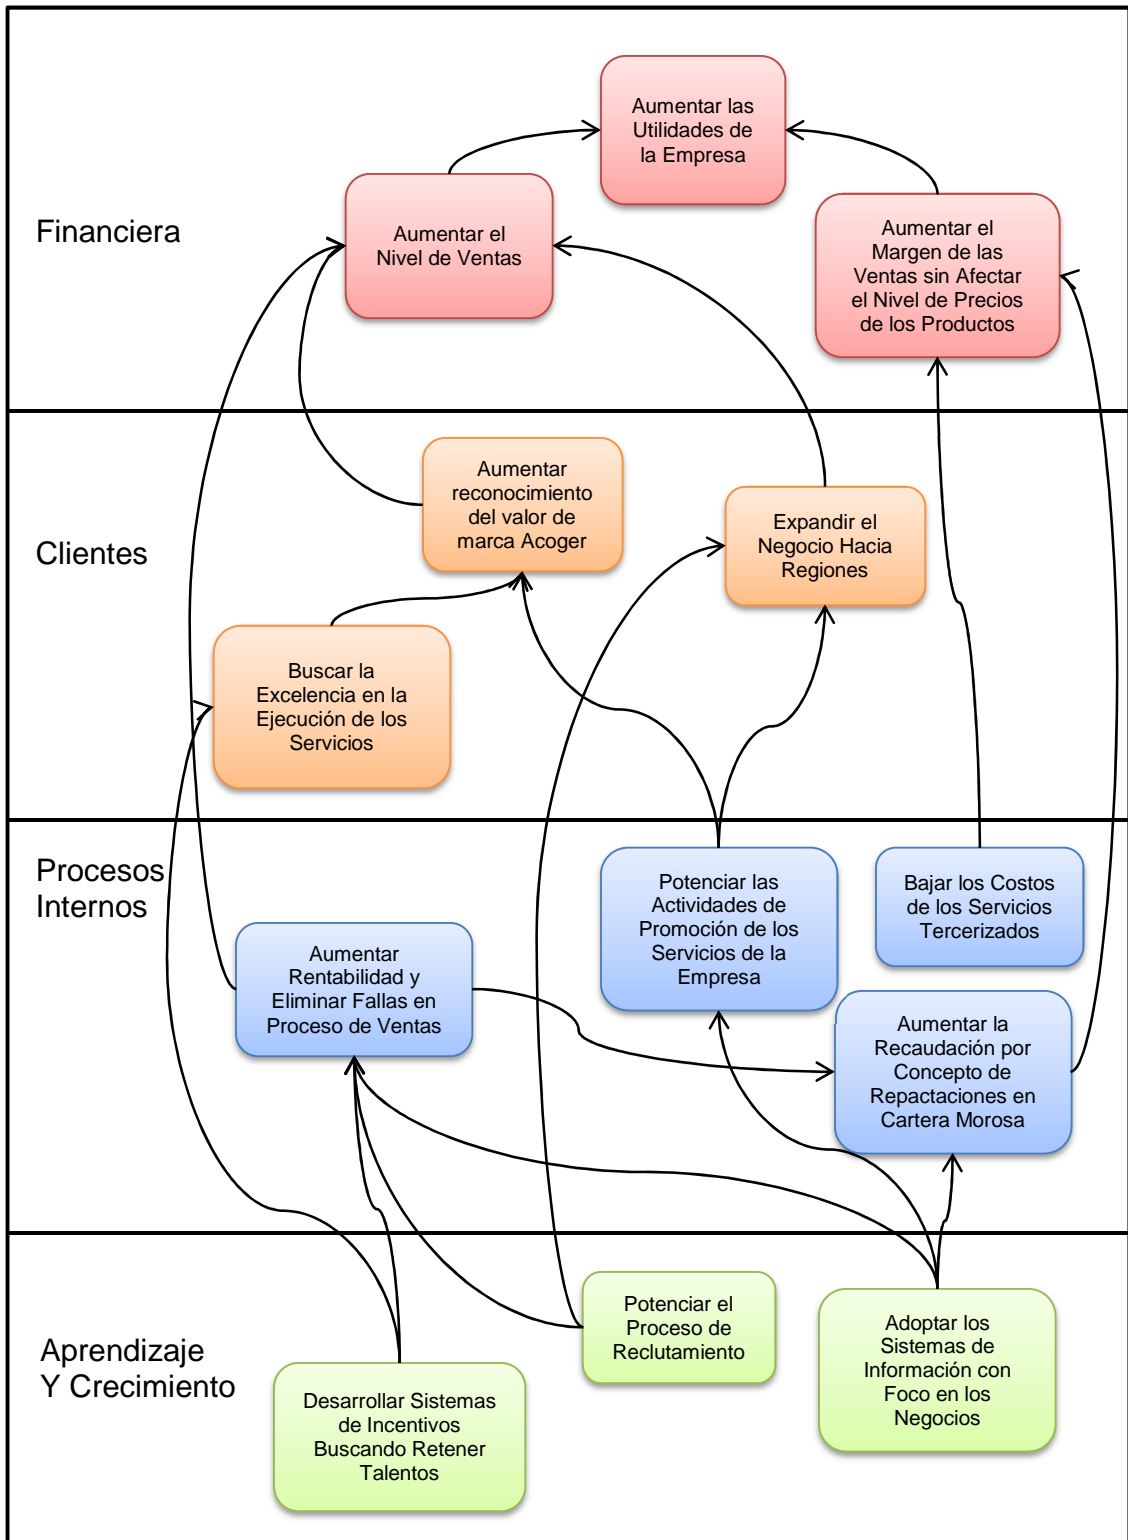 Aumentar las
Utilidades de
la Empresa
Financiera
Aumentar el
Nivel de Ventas
Aumentar el
Margen de las
Ventas sin Afectar
el Nivel de Precios
de los Productos
Clientes
Aumentar
reconocimiento
del valor de
marca Acoger
Expandir el
Negocio Hacia
Regiones
Buscar la
Excelencia en la
Ejecución de los
Servicios
Procesos
Internos
Aumentar
Rentabilidad y
Eliminar Fallas en
Proceso de Ventas
Potenciar las
Actividades de
Promoción de los
Servicios de la
Empresa
Bajar los Costos
de los Servicios
Tercerizados
Aumentar la
Recaudación por
Concepto de
Repactaciones en
Cartera Morosa
Aprendizaje
Y Crecimiento
Desarrollar Sistemas
de Incentivos
Buscando Retener
Talentos
Potenciar el
Proceso de
Reclutamiento
Adoptar los
Sistemas de
Información con
Foco en los
Negocios